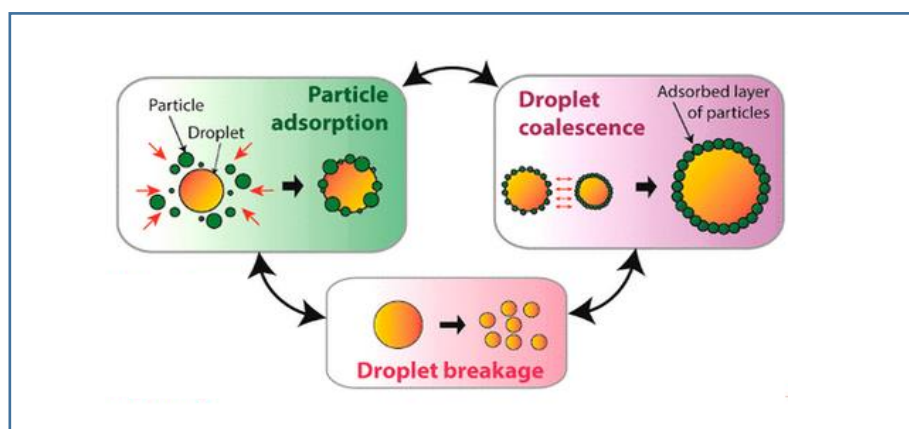 Particle
adsorption
Particle
Droplet
Droplet
coalescence
Adsorbed layer
of particles
Droplet breakage